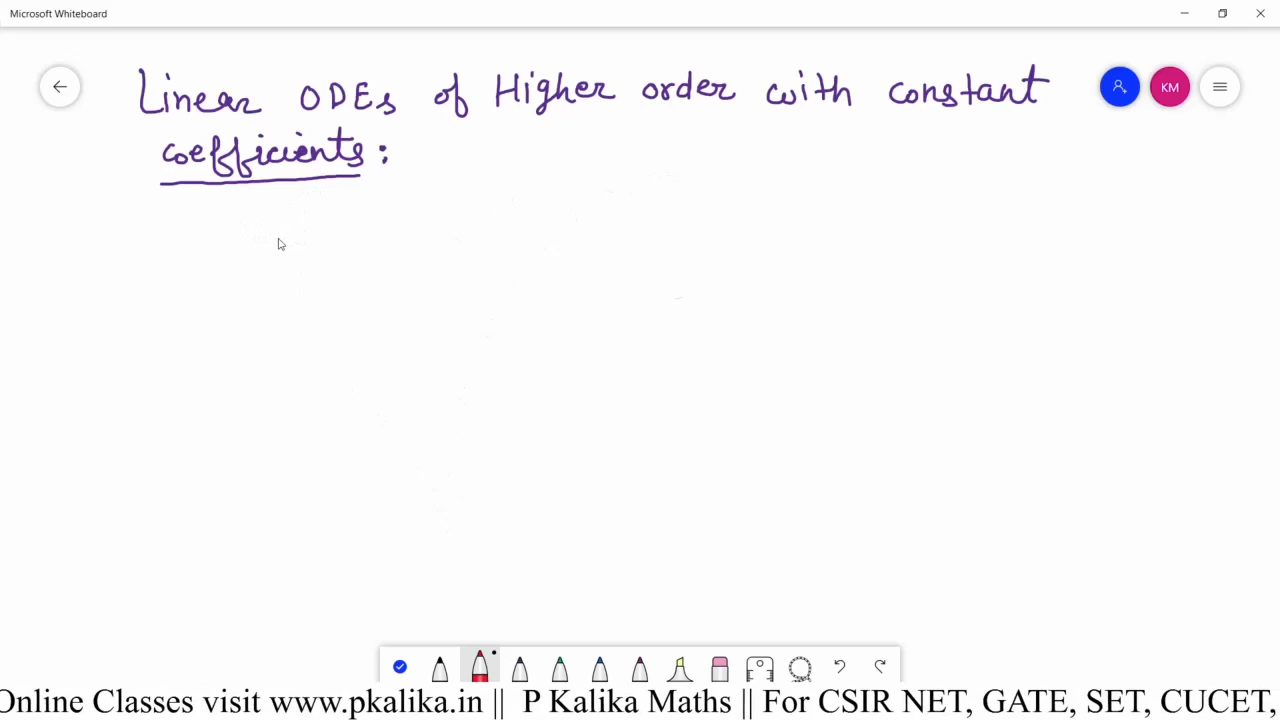 Microsoft Whiteboard
Linear ODEs of Higher order with constant
KM
coefficients :
Online Classes visit www.pkalika.in || P Kalika Maths || For CSIR NET, GATE, SET, CUCET,